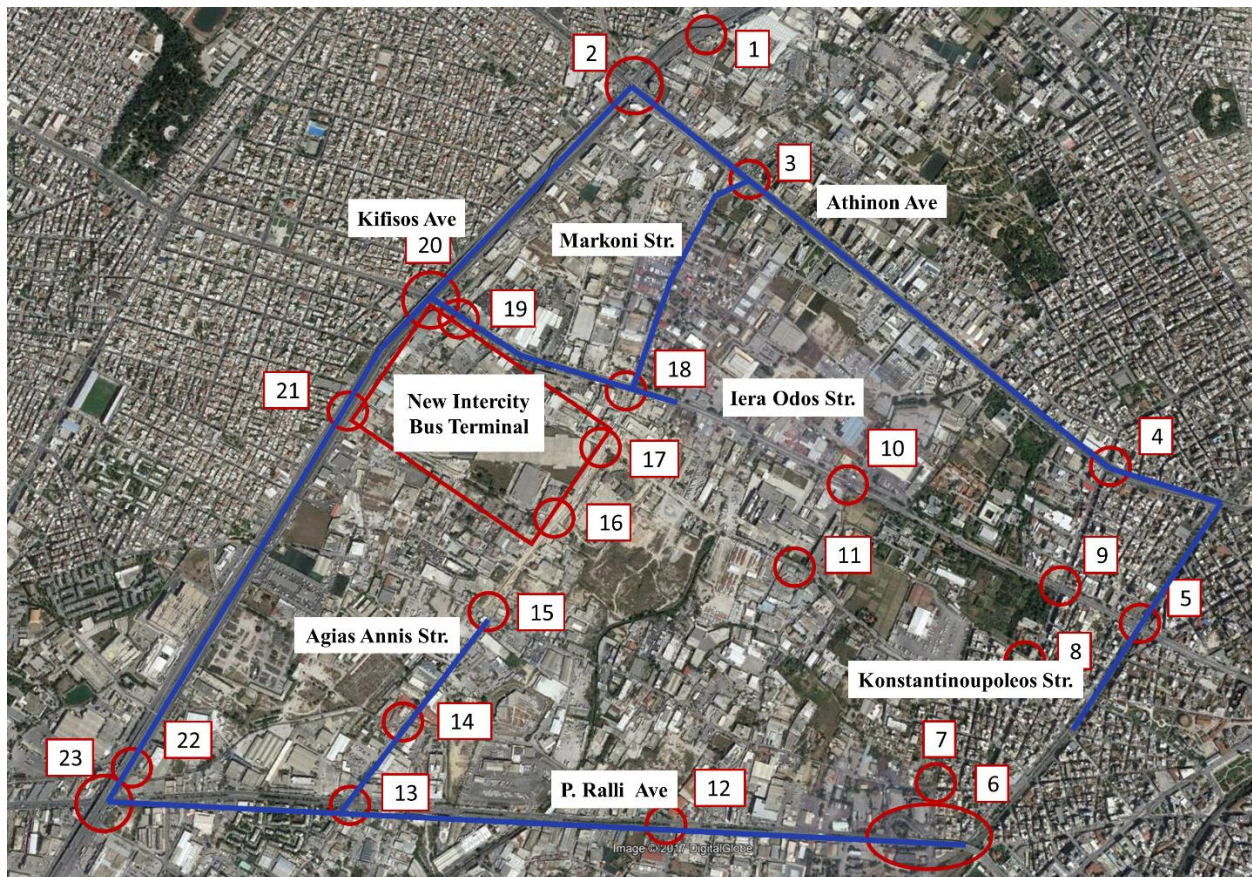 1
2
3
Athinon Ave
Kifisos Ave
20
Markoni Str.
19
18
21
New Intercity
Bus Terminal
Iera Odos Str.
4
17
10
16
11
9
15
5
Agias Annis Str.
8
Konstantinoupoleos Str.
14
22
23
7
6
13
P. Ralli Ave
12
Image © 2017 DigitalGlobe